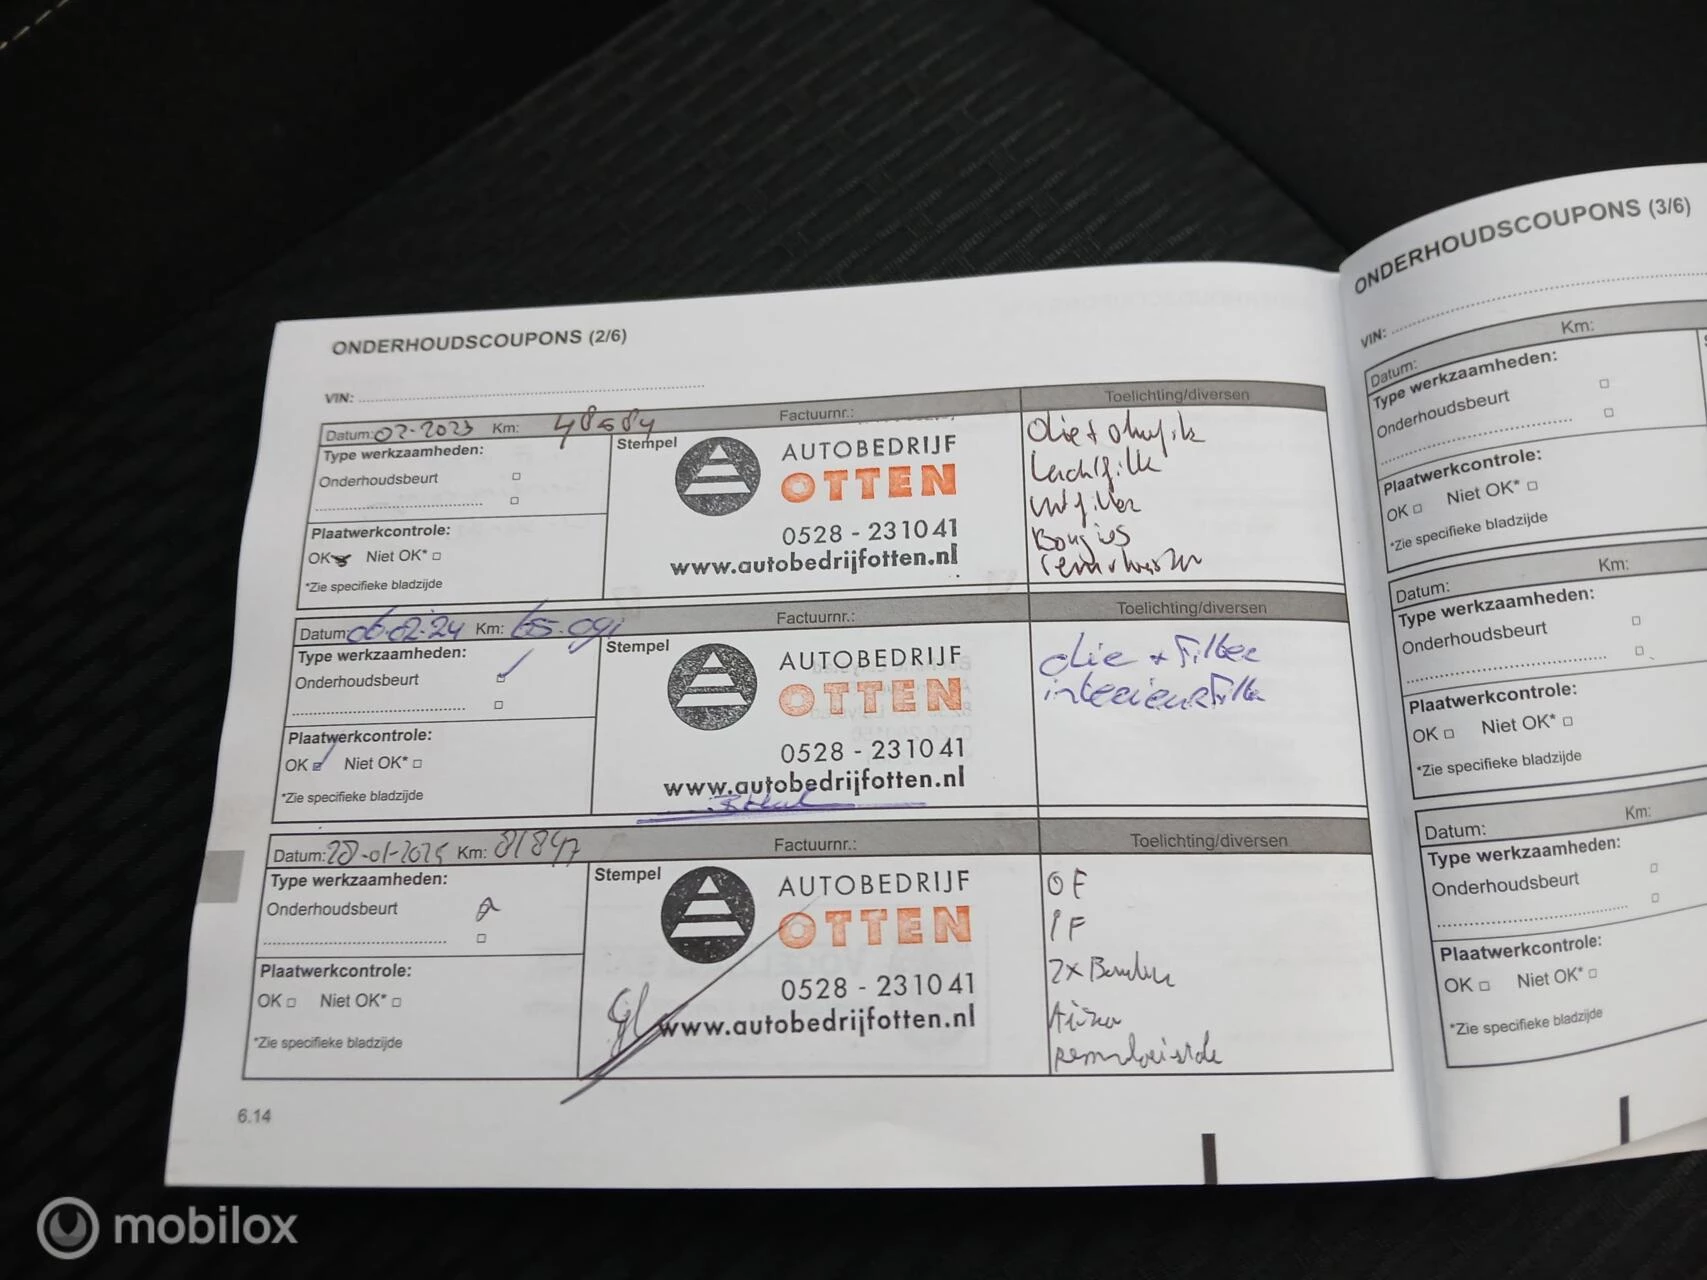 ONDERHOUDSCOUPONS (2/6)
VIN:
Datum: 02-2023 Km: 48684 Factuurnr.: Toelichting/diversen
Type werkzaamheden:
Onderhoudsbeurt
Plaatwerkcontrole:
OK Niet OK*
*Zie specifieke bladzijde
Stempel
AUTOBEDRIJF
OTTEN
0528 - 231041
www.autobedrijfotten.nl
Bougies
Datum: 06-02-24 Km: 65.091 Factuurnr.: Toelichting/diversen
Type werkzaamheden:
Onderhoudsbeurt
Plaatwerkcontrole:
OK Niet OK*
*Zie specifieke bladzijde
Stempel
AUTOBEDRIJF
OTTEN
0528 - 231041
www.autobedrijfotten.nl
olie + Filter
Datum: 28-01-2025 Km: 81847 Factuurnr.: Toelichting/diversen
Type werkzaamheden:
Onderhoudsbeurt
Plaatwerkcontrole:
OK Niet OK*
*Zie specifieke bladzijde
Stempel
AUTOBEDRIJF
OTTEN
0528 - 231041
www.autobedrijfotten.nl
OF
IF
2x
6.14
ONDERHOUDSCOUPONS (3/6)
VIN:
Datum: Km:
Type werkzaamheden:
Onderhoudsbeurt
Plaatwerkcontrole:
OK Niet OK*
*Zie specifieke bladzijde
Datum: Km:
Type werkzaamheden:
Onderhoudsbeurt
Plaatwerkcontrole:
OK Niet OK*
*Zie specifieke bladzijde
Datum: Km:
Type werkzaamheden:
Onderhoudsbeurt
Plaatwerkcontrole:
OK Niet OK*
*Zie specifieke bladzijde
mobilox